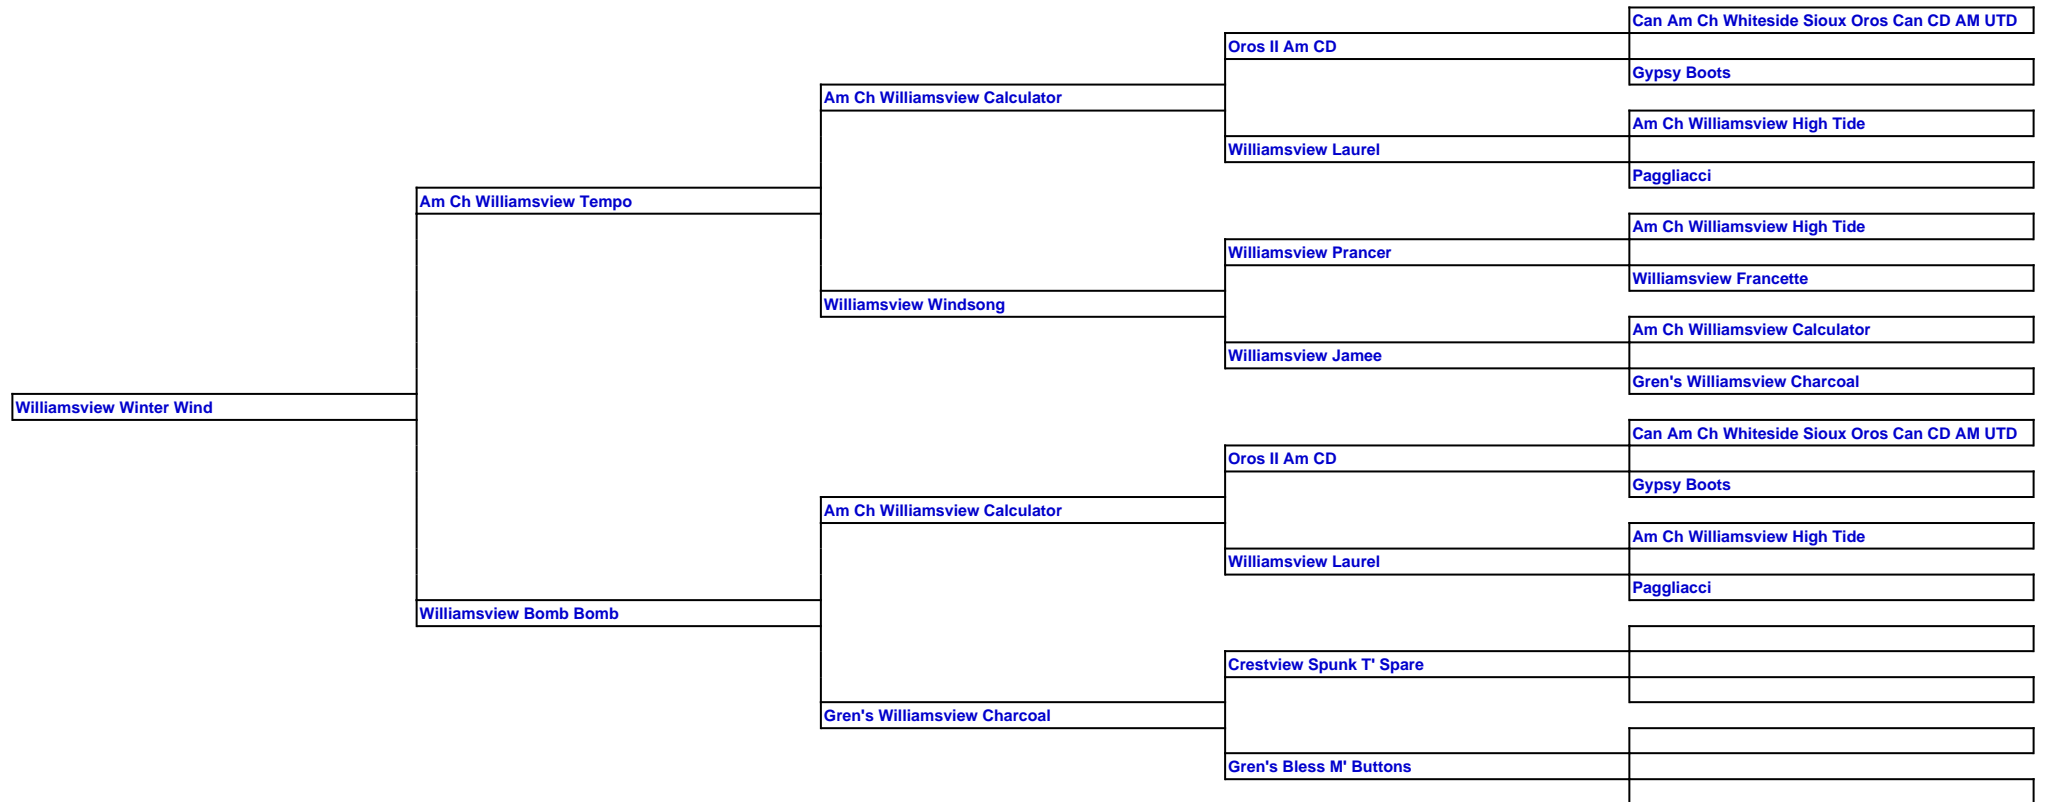 Can Am Ch Whiteside Sioux Oros Can CD AM UTD
Oros II Am CD
Gypsy Boots
Am Ch Williamsview Calculator
Am Ch Williamsview High Tide
Williamsview Laurel
Paggliacci
Am Ch Williamsview Tempo
Am Ch Williamsview High Tide
Williamsview Prancer
Williamsview Francette
Williamsview Windsong
Am Ch Williamsview Calculator
Williamsview Jamee
Gren's Williamsview Charcoal
Williamsview Winter Wind
Can Am Ch Whiteside Sioux Oros Can CD AM UTD
Oros II Am CD
Gypsy Boots
Am Ch Williamsview Calculator
Am Ch Williamsview High Tide
Williamsview Laurel
Paggliacci
Williamsview Bomb Bomb
Crestview Spunk T' Spare
Gren's Williamsview Charcoal
Gren's Bless M' Buttons